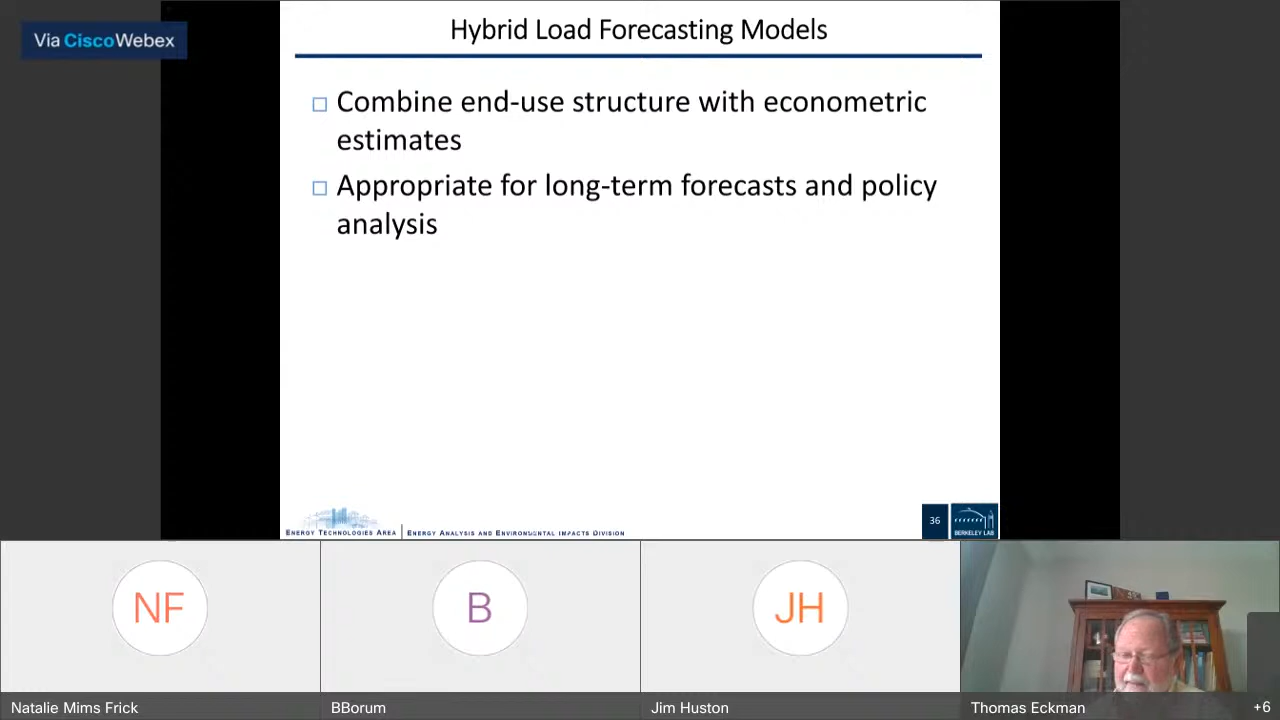 Via CiscoWebex
Hybrid Load Forecasting Models
Combine end-use structure with econometric
estimates
Appropriate for long-term forecasts and policy
analysis
ENERGY TECHNOLOGIES AREA
ENERGY ANALYSIS AND ENVIRONMENTAL IMPACTS DIVISION
36
BERKELEY LAB
NF
B
JH
Natalie Mims Frick
BBorum
Jim Huston
Thomas Eckman
+6